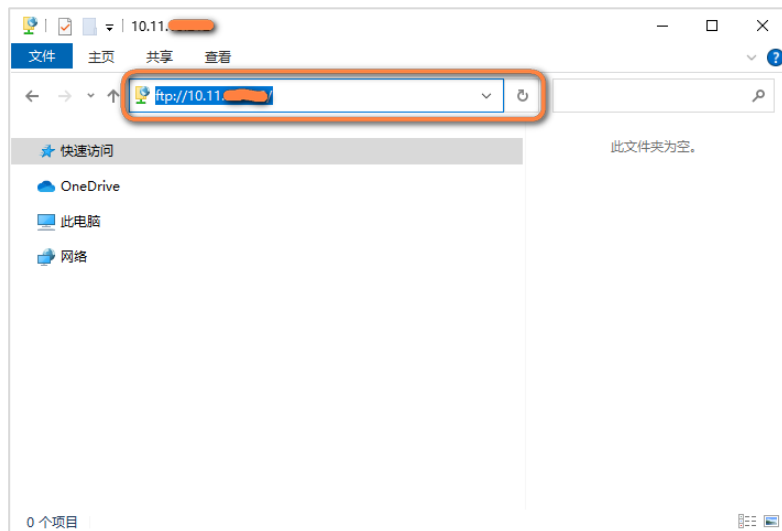 10.11.
文件 主页 共享 查看
ftp://10.11. /
快速访问
此文件夹为空。
OneDrive
此电脑
网络
0 个项目